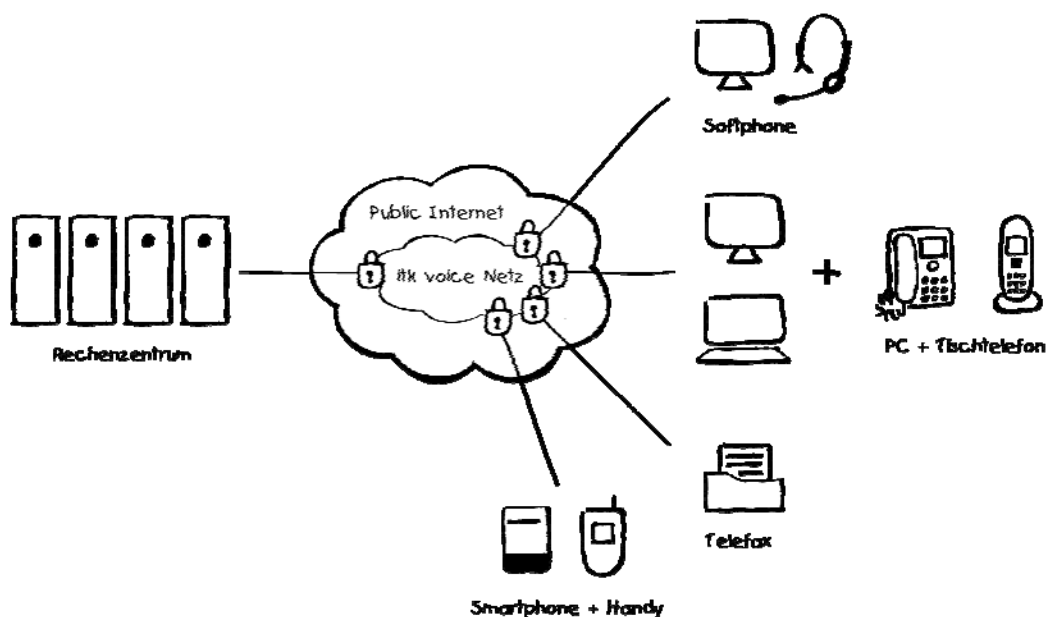 Softphone
Public Internet
itk voice Netz
Rechenzentrum
PC + Tischtelefon
Telefax
Smartphone + Handy